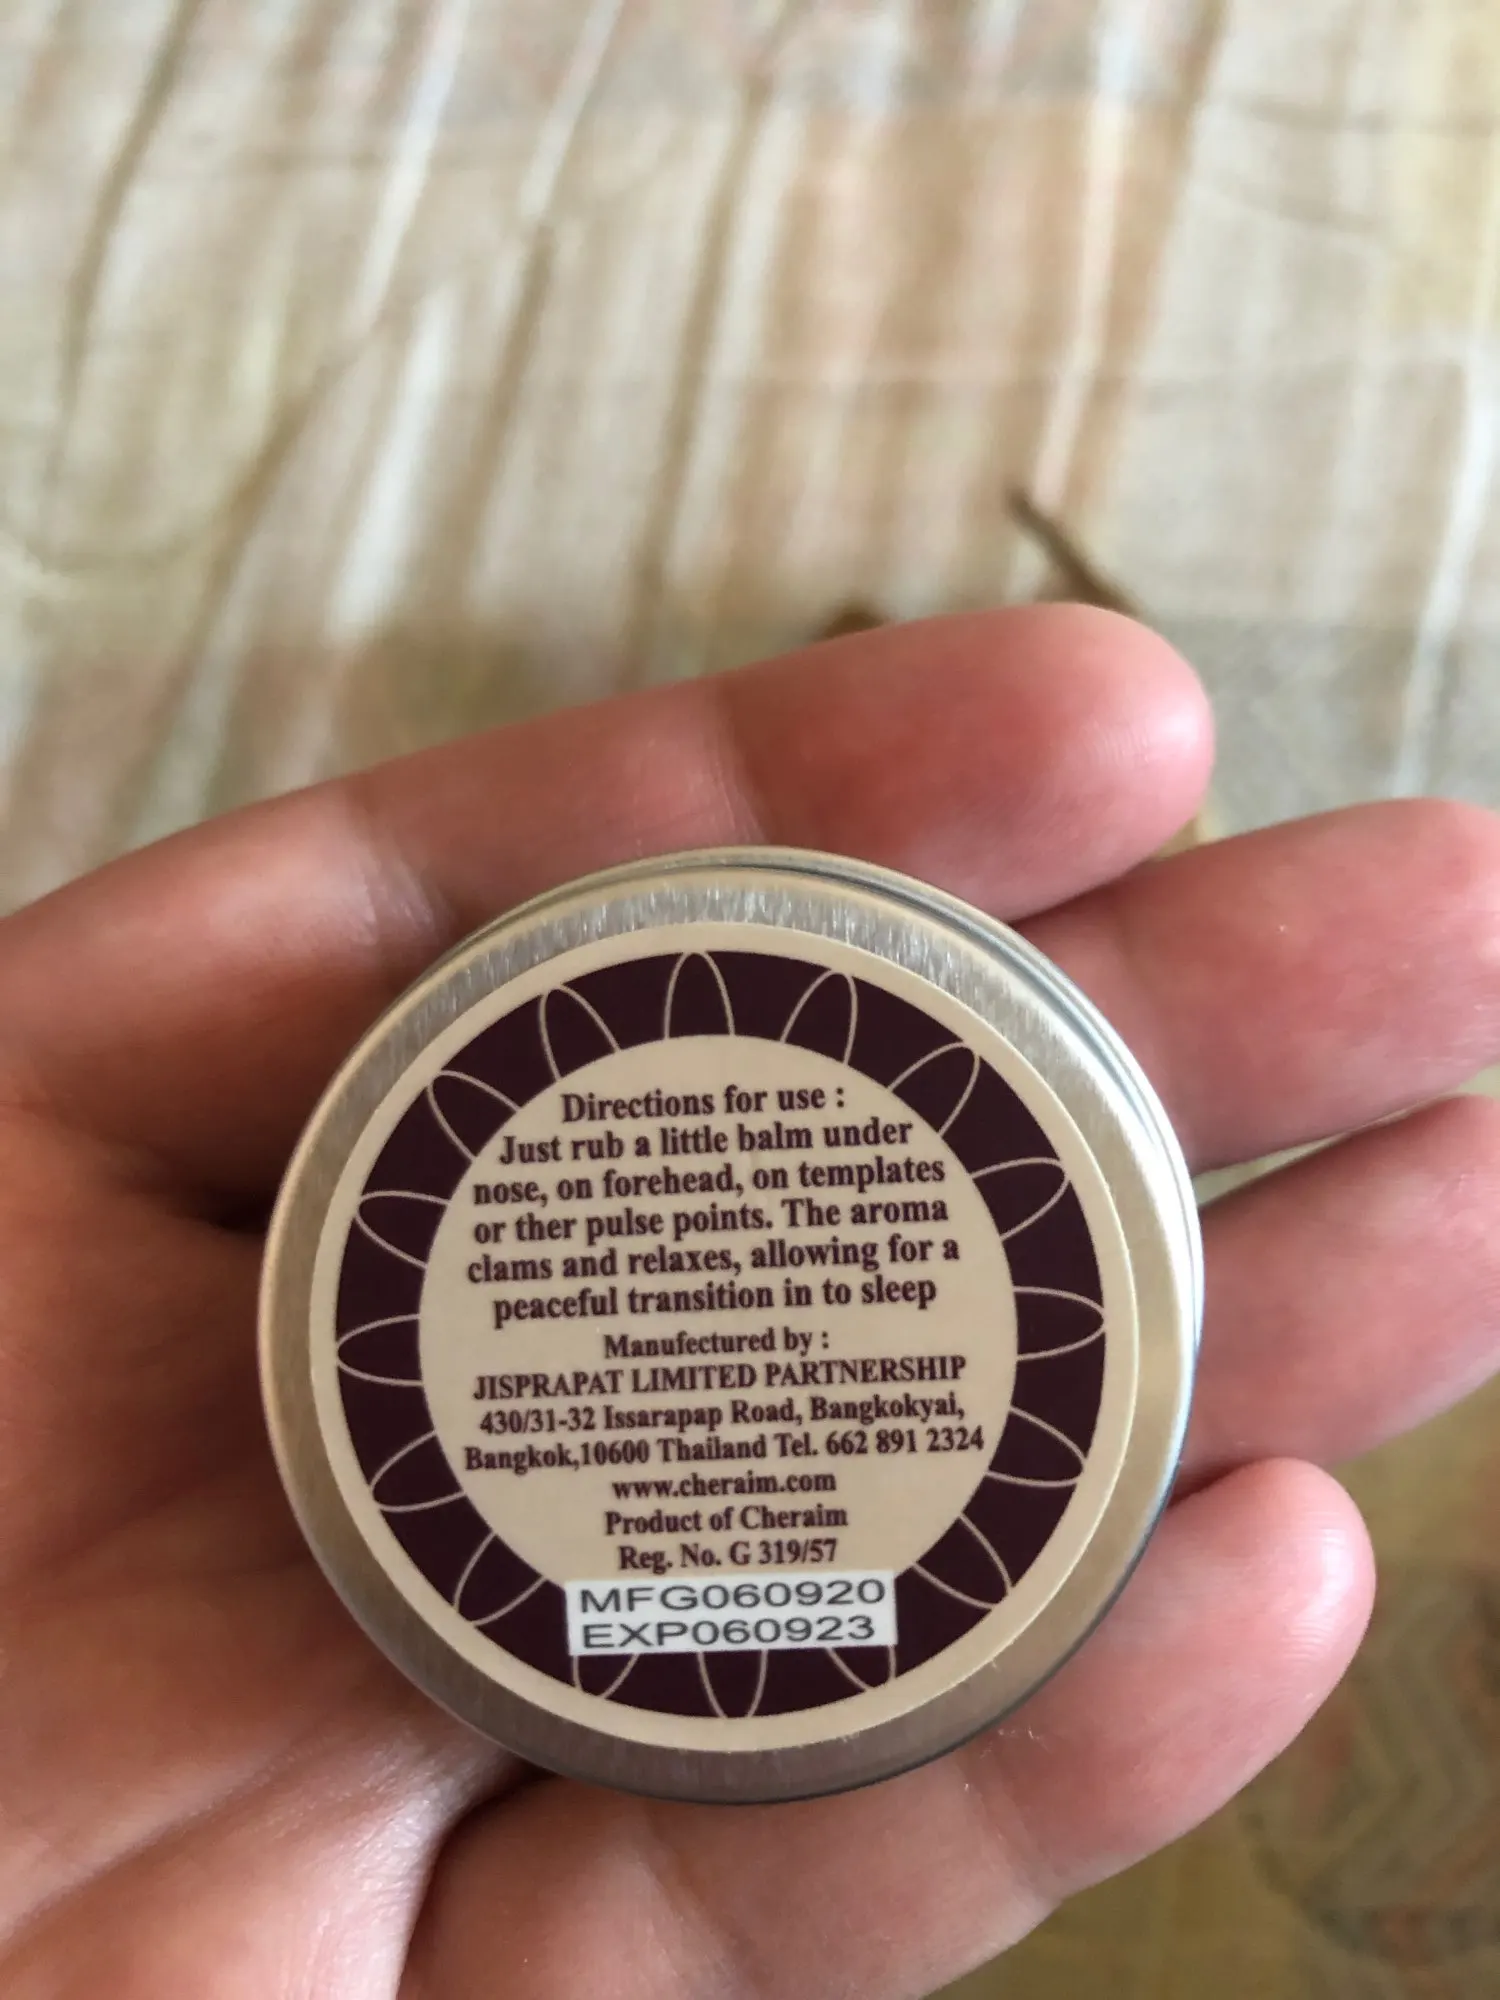 Directions for use :
Just rub a little balm under
nose, on forehead, on templates
or ther pulse points. The aroma
clams and relaxes, allowing for a
peaceful transition in to sleep
Manufectured by :
JISPRAPAT LIMITED PARTNERSHIP
430/31-32 Issarapap Road, Bangkokyai,
Bangkok,10600 Thailand Tel. 662 891 2324
www.cheraim.com
Product of Cheraim
Reg. No. G 319/57
MFG060920
EXP060923